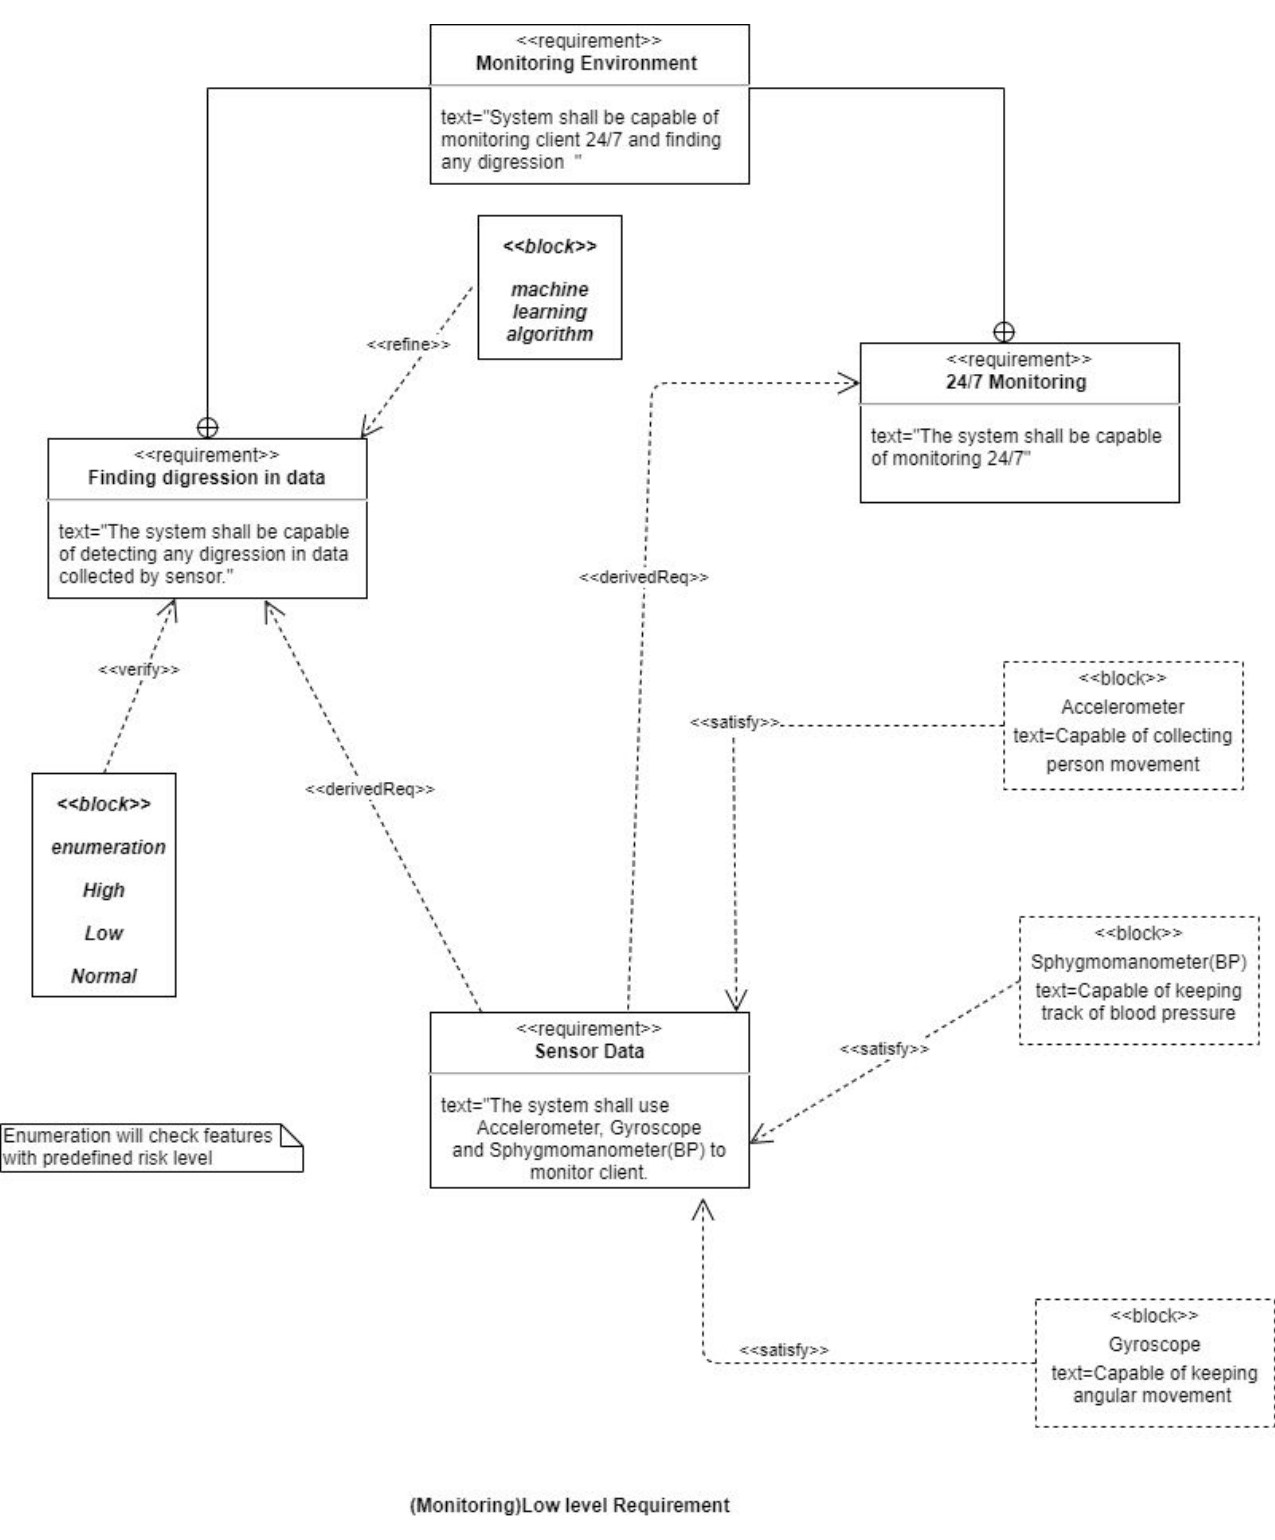 <<requirement>>
Monitoring Environment
text="System shall be capable of
monitoring client 24/7 and finding
any digression  "
<<block>>
machine
learning
algorithm
<<refine>>
<<requirement>>
24/7 Monitoring
text="The system shall be capable
of monitoring 24/7"
<<requirement>>
Finding digression in data
text="The system shall be capable
of detecting any digression in data
collected by sensor."
<<derivedReq>>
<<verify>>
<<satisfy>>
<<block>>
Accelerometer
text=Capable of collecting
person movement
<<derivedReq>>
<<block>>
enumeration
High
Low
Normal
<<block>>
Sphygmomanometer(BP)
text=Capable of keeping
track of blood pressure
<<satisfy>>
<<requirement>>
Sensor Data
text="The system shall use
Accelerometer, Gyroscope
and Sphygmomanometer(BP) to
monitor client.
Enumeration will check features
with predefined risk level
<<satisfy>>
<<block>>
Gyroscope
text=Capable of keeping
angular movement
(Monitoring)Low level Requirement